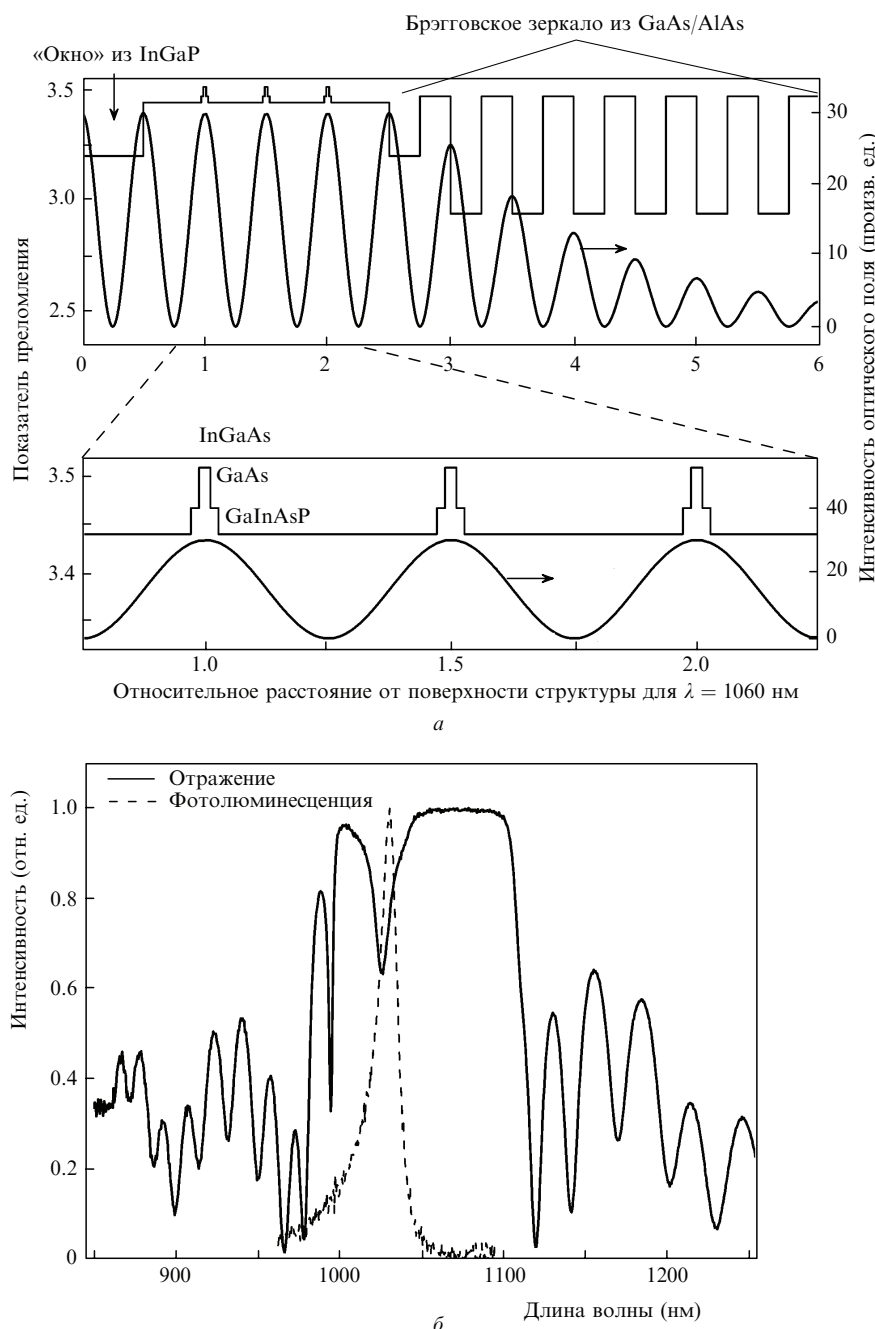 Брэгговское зеркало из GaAs/AlAs
«Окно» из InGaP
3.5
3.0
2.5
30
20
10
0
0 1 2 3 4 5 6
Показатель преломления
Интенсивность оптического поля (произв. ед.)
InGaAs
GaAs
GaInAsP
3.5
3.4
40
20
0
1.0 1.5 2.0
Относительное расстояние от поверхности структуры для λ = 1060 нм
а
Отражение
Фотолюминесценция
Интенсивность (отн. ед.)
1.0
0.8
0.6
0.4
0.2
0
900 1000 1100 1200
Длина волны (нм)
б